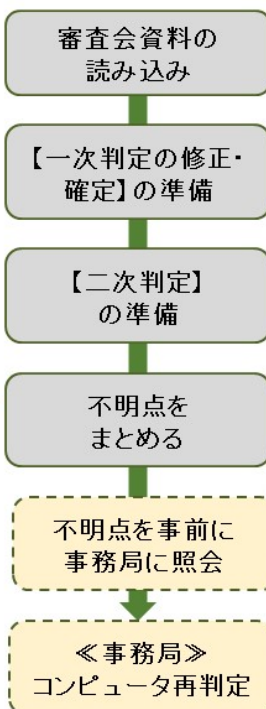 審査会資料の
読み込み
【一次判定の修正・
確定】の準備
【二次判定】
の準備
不明点を
まとめる
不明点を事前に
事務局に照会
≪事務局≫
コンピュータ再判定